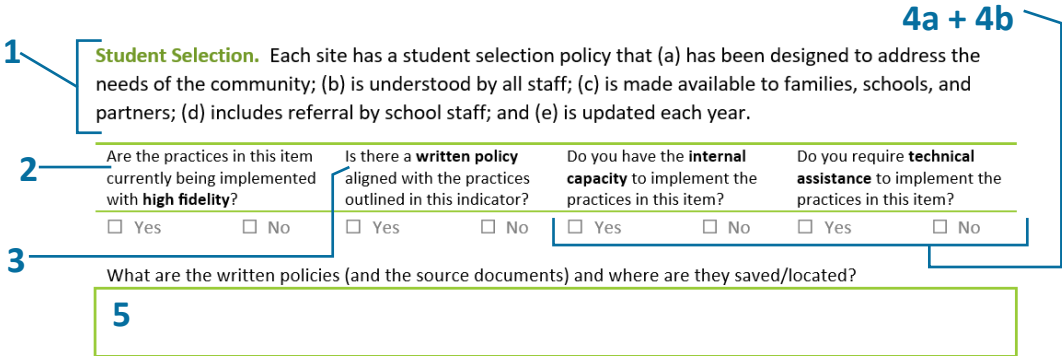 4a + 4b
1
Student Selection. Each site has a student selection policy that (a) has been designed to address the
needs of the community; (b) is understood by all staff; (c) is made available to families, schools, and
partners; (d) includes referral by school staff; and (e) is updated each year.
2
Are the practices in this item
currently being implemented
with high fidelity?
☐ Yes ☐ No
Is there a written policy
aligned with the practices
outlined in this indicator?
☐ Yes ☐ No
Do you have the internal
capacity to implement the
practices in this item?
☐ Yes ☐ No
Do you require technical
assistance to implement the
practices in this item?
☐ Yes ☐ No
3
What are the written policies (and the source documents) and where are they saved/located?
5